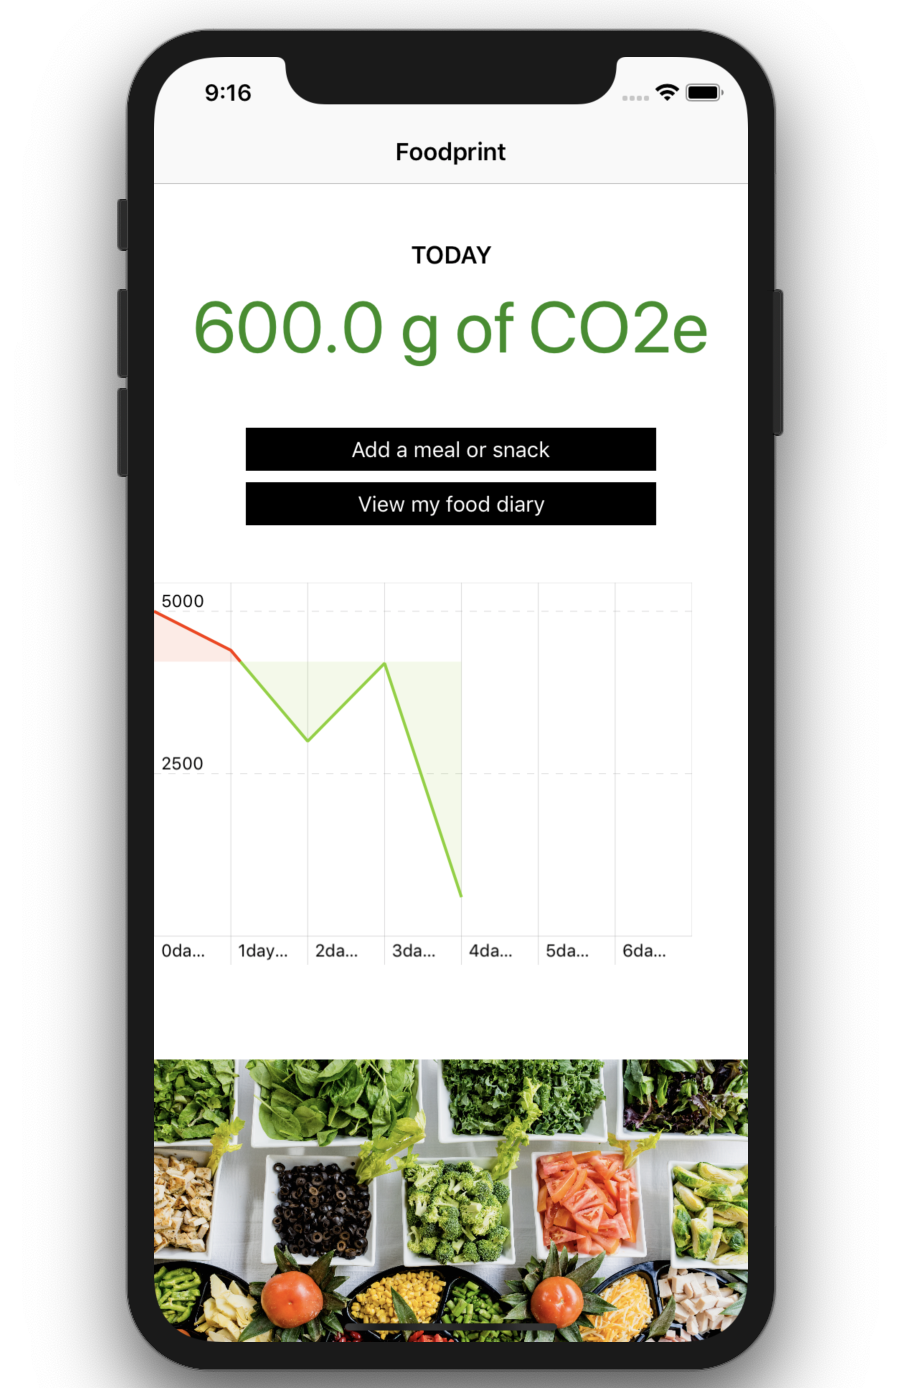 9:16
Foodprint
TODAY
600.0 g of CO2e
Add a meal or snack
View my food diary
5000
2500
0da...
1day...
2da...
3da...
4da...
5da...
6da...